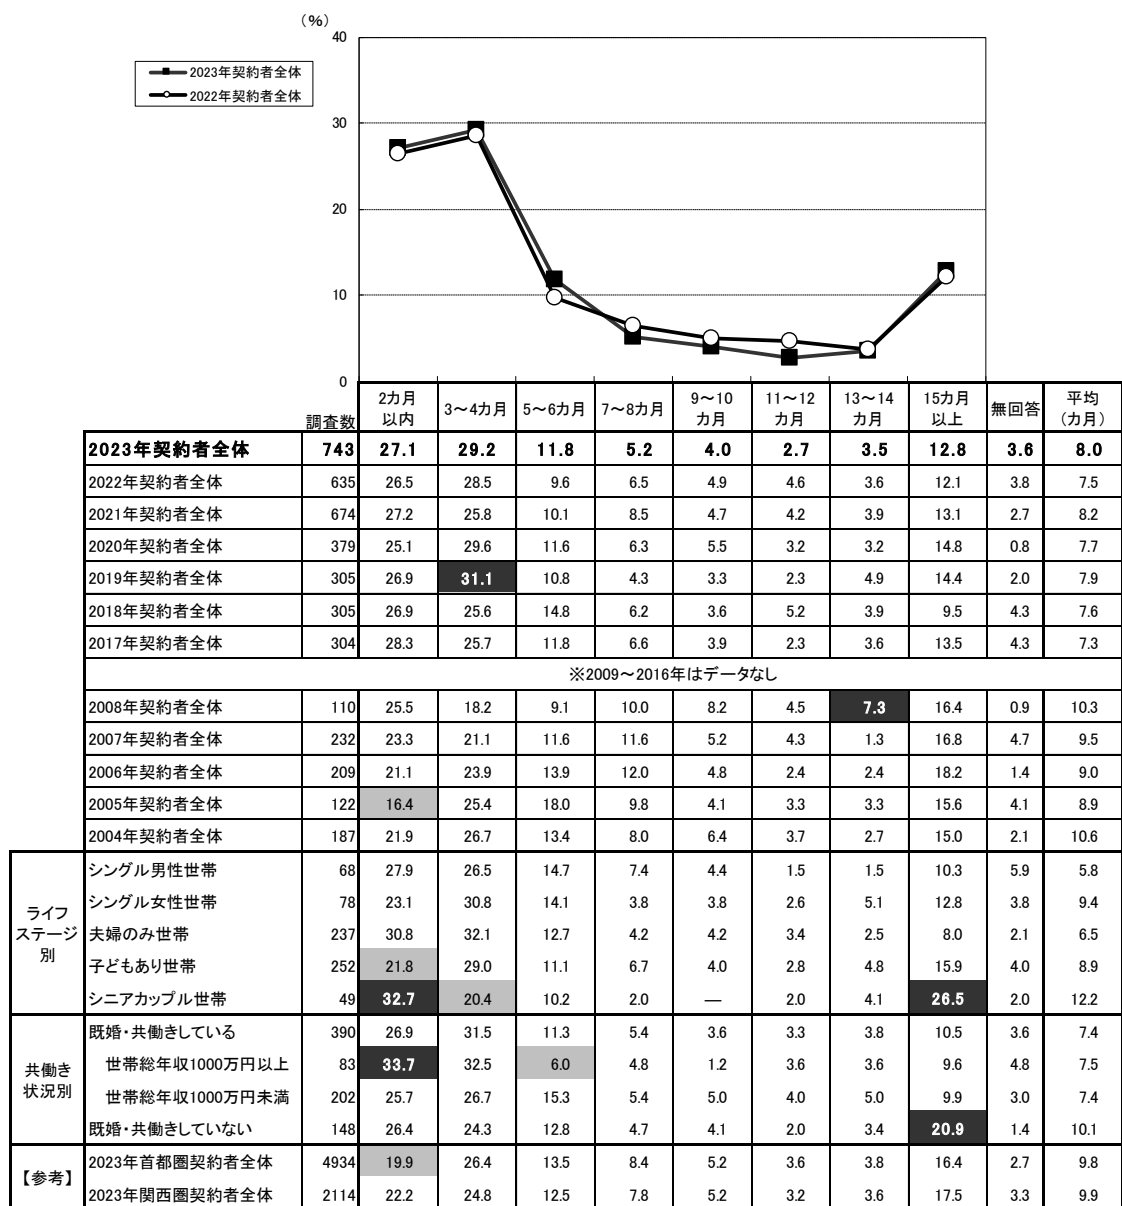 （％）
40
2023年契約者全体
2022年契約者全体
30
20
10
0
調査数 2カ月以内 3～4カ月 5～6カ月 7～8カ月 9～10カ月 11～12カ月 13～14カ月 15カ月以上 無回答 平均（カ月）
2023年契約者全体 743 27.1 29.2 11.8 5.2 4.0 2.7 3.5 12.8 3.6 8.0
2022年契約者全体 635 26.5 28.5 9.6 6.5 4.9 4.6 3.6 12.1 3.8 7.5
2021年契約者全体 674 27.2 25.8 10.1 8.5 4.7 4.2 3.9 13.1 2.7 8.2
2020年契約者全体 379 25.1 29.6 11.6 6.3 5.5 3.2 3.2 14.8 0.8 7.7
2019年契約者全体 305 26.9 31.1 10.8 4.3 3.3 2.3 4.9 14.4 2.0 7.9
2018年契約者全体 305 26.9 25.6 14.8 6.2 3.6 5.2 3.9 9.5 4.3 7.6
2017年契約者全体 304 28.3 25.7 11.8 6.6 3.9 2.3 3.6 13.5 4.3 7.3
※2009～2016年はデータなし
2008年契約者全体 110 25.5 18.2 9.1 10.0 8.2 4.5 7.3 16.4 0.9 10.3
2007年契約者全体 232 23.3 21.1 11.6 11.6 5.2 4.3 1.3 16.8 4.7 9.5
2006年契約者全体 209 21.1 23.9 13.9 12.0 4.8 2.4 2.4 18.2 1.4 9.0
2005年契約者全体 122 16.4 25.4 18.0 9.8 4.1 3.3 3.3 15.6 4.1 8.9
2004年契約者全体 187 21.9 26.7 13.4 8.0 6.4 3.7 2.7 15.0 2.1 10.6
ライフステージ別
シングル男性世帯 68 27.9 26.5 14.7 7.4 4.4 1.5 1.5 10.3 5.9 5.8
シングル女性世帯 78 23.1 30.8 14.1 3.8 3.8 2.6 5.1 12.8 3.8 9.4
夫婦のみ世帯 237 30.8 32.1 12.7 4.2 4.2 3.4 2.5 8.0 2.1 6.5
子どもあり世帯 252 21.8 29.0 11.1 6.7 4.0 2.8 4.8 15.9 4.0 8.9
シニアカップル世帯 49 32.7 20.4 10.2 2.0 ― 2.0 4.1 26.5 2.0 12.2
共働き状況別
既婚・共働きしている 390 26.9 31.5 11.3 5.4 3.6 3.3 3.8 10.5 3.6 7.4
世帯総年収1000万円以上 83 33.7 32.5 6.0 4.8 1.2 3.6 3.6 9.6 4.8 7.5
世帯総年収1000万円未満 202 25.7 26.7 15.3 5.4 5.0 4.0 5.0 9.9 3.0 7.4
既婚・共働きしていない 148 26.4 24.3 12.8 4.7 4.1 2.0 3.4 20.9 1.4 10.1
【参考】
2023年首都圏契約者全体 4934 19.9 26.4 13.5 8.4 5.2 3.6 3.8 16.4 2.7 9.8
2023年関西圏契約者全体 2114 22.2 24.8 12.5 7.8 5.2 3.2 3.6 17.5 3.3 9.9